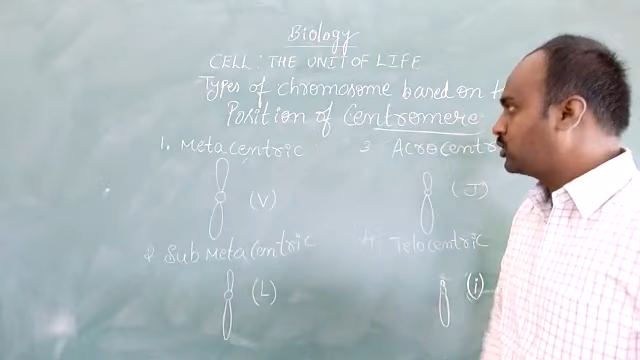 Biology
CELL: THE UNIT OF LIFE
Types of chromosome based on
Position of Centromere
1. Metacentric
3 Acrocentr
(V)
(J)
2 Sub Metacentric
4 Telocentric
(L)
(i)